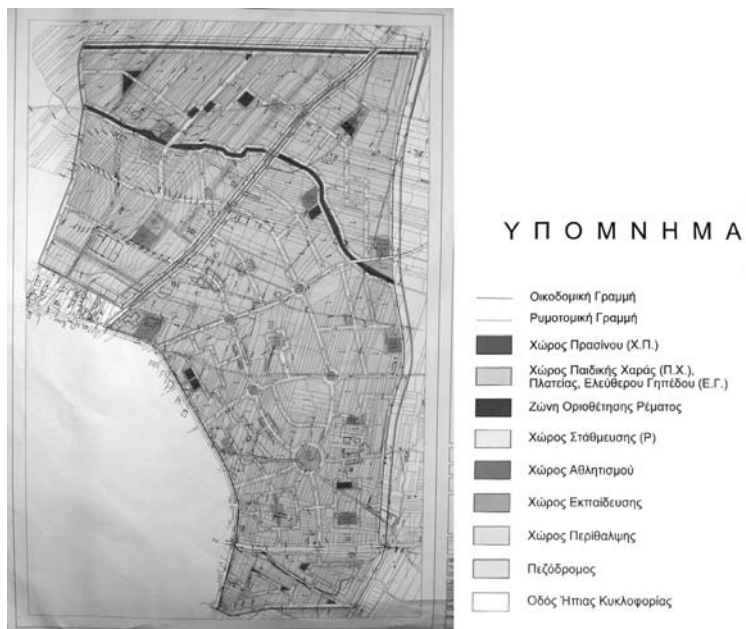 ΥΠΟΜΝΗΜΑ
Οικοδομική Γραμμή
Ρυμοτομική Γραμμή
Χώρος Πρασίνου (Χ.Π.)
Χώρος Παιδικής Χαράς (Π.Χ.),
Πλατείας, Ελεύθερου Γηπέδου (Ε.Γ.)
Ζώνη Οριοθέτησης Ρέματος
Χώρος Στάθμευσης (Ρ)
Χώρος Αθλητισμού
Χώρος Εκπαίδευσης
Χώρος Περίθαλψης
Πεζόδρομος
Οδός Ήπιας Κυκλοφορίας